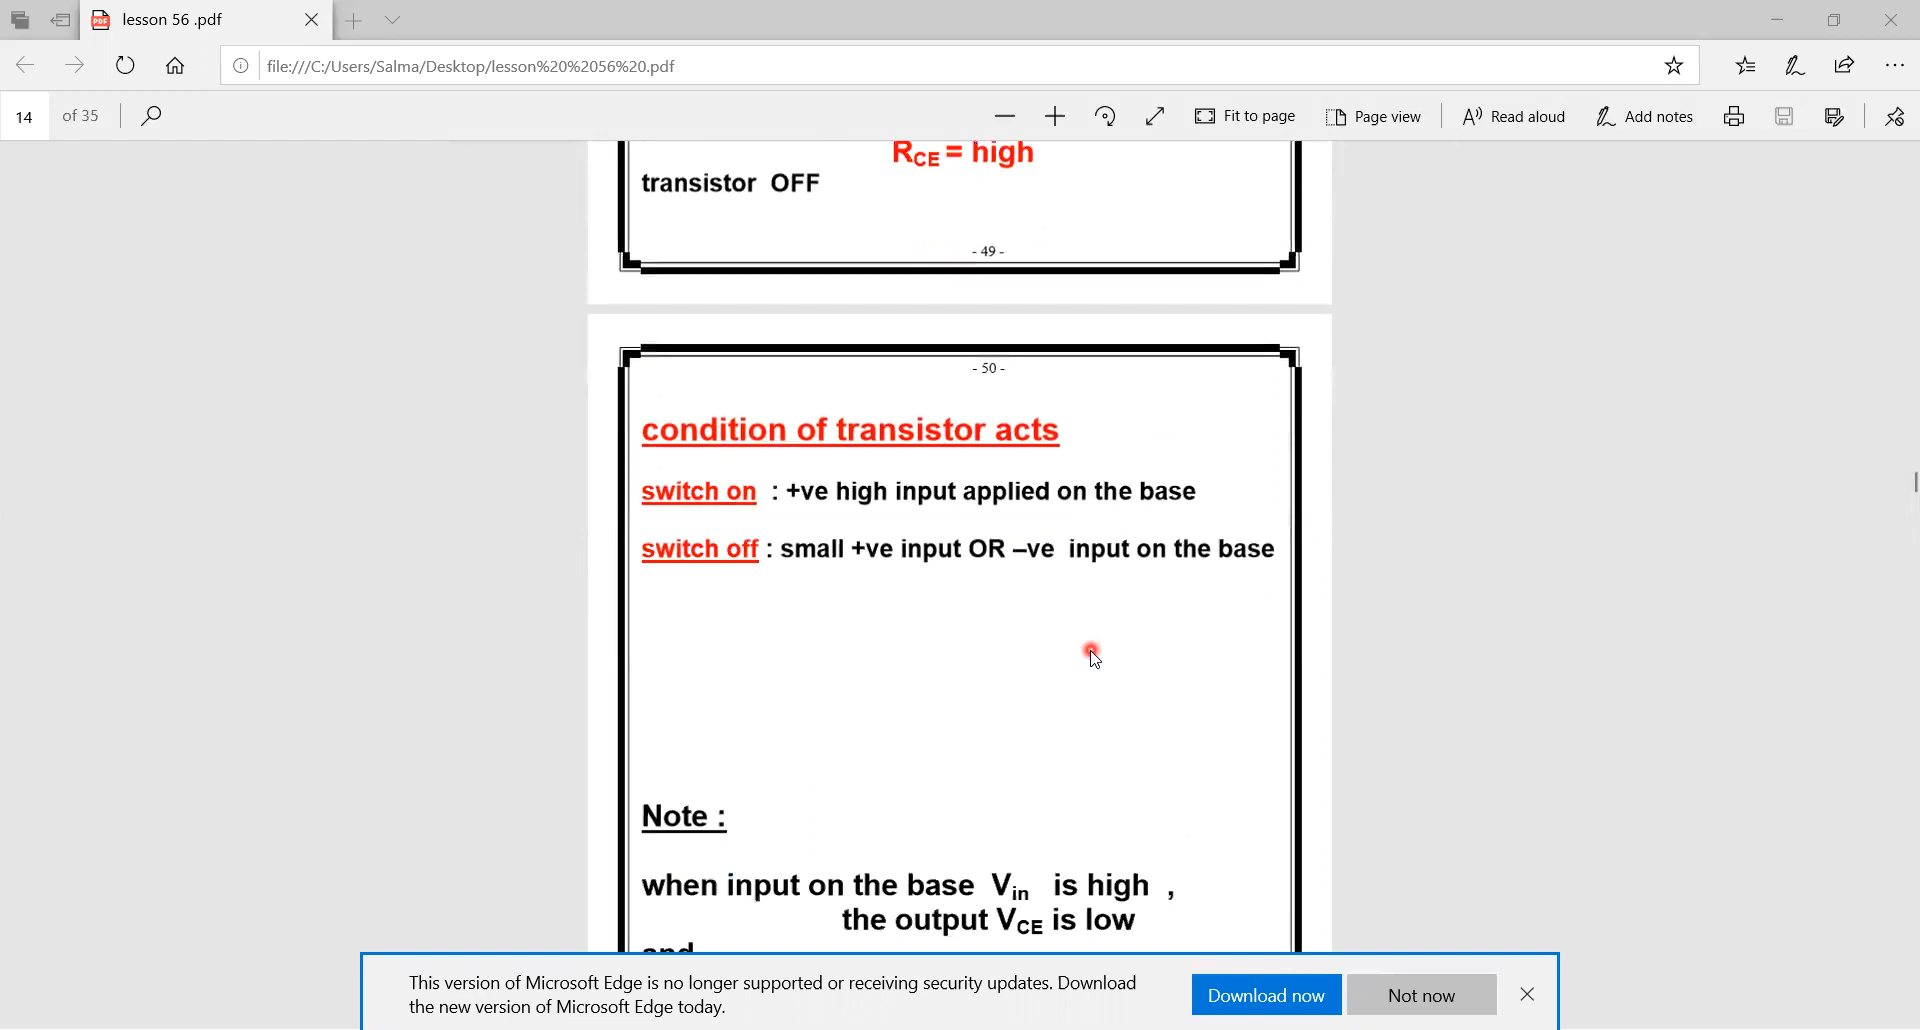 lesson 56 .pdf
file:///C:/Users/Salma/Desktop/lesson%20%2056%20.pdf
14 of 35 Fit to page Page view Read aloud Add notes
RCE = high
transistor OFF
- 49 -
- 50 -
condition of transistor acts
switch on : +ve high input applied on the base
switch off : small +ve input OR –ve input on the base
Note :
when input on the base Vin is high ,
the output VCE is low
and
This version of Microsoft Edge is no longer supported or receiving security updates. Download
the new version of Microsoft Edge today.
Download now Not now